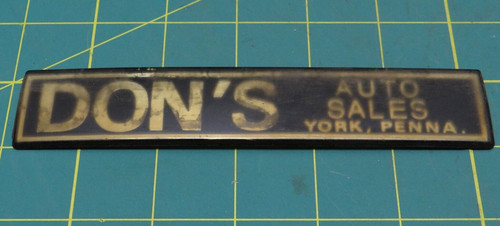 DON'S
AUTO
SALES
YORK, PENNA.